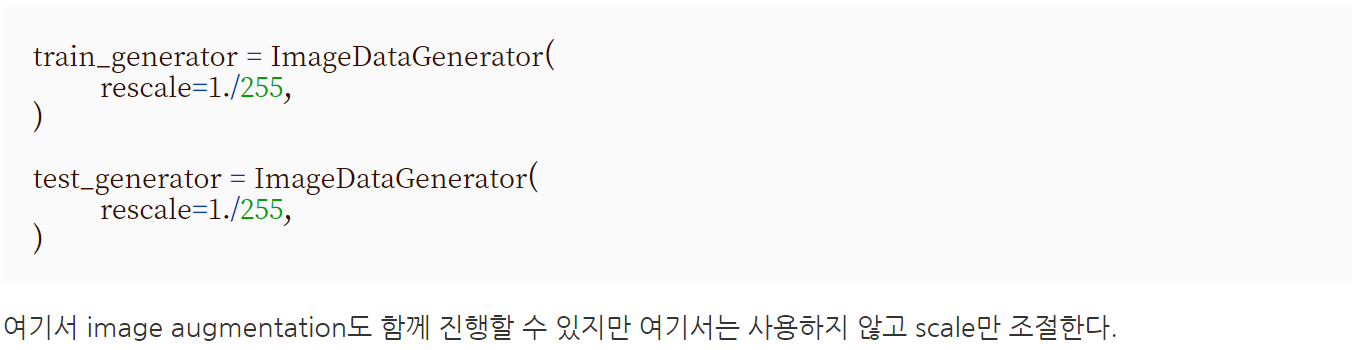 train_generator = ImageDataGenerator(
rescale=1./255,
)
test_generator = ImageDataGenerator(
rescale=1./255,
)
여기서 image augmentation도 함께 진행할 수 있지만 여기서는 사용하지 않고 scale만 조절한다.